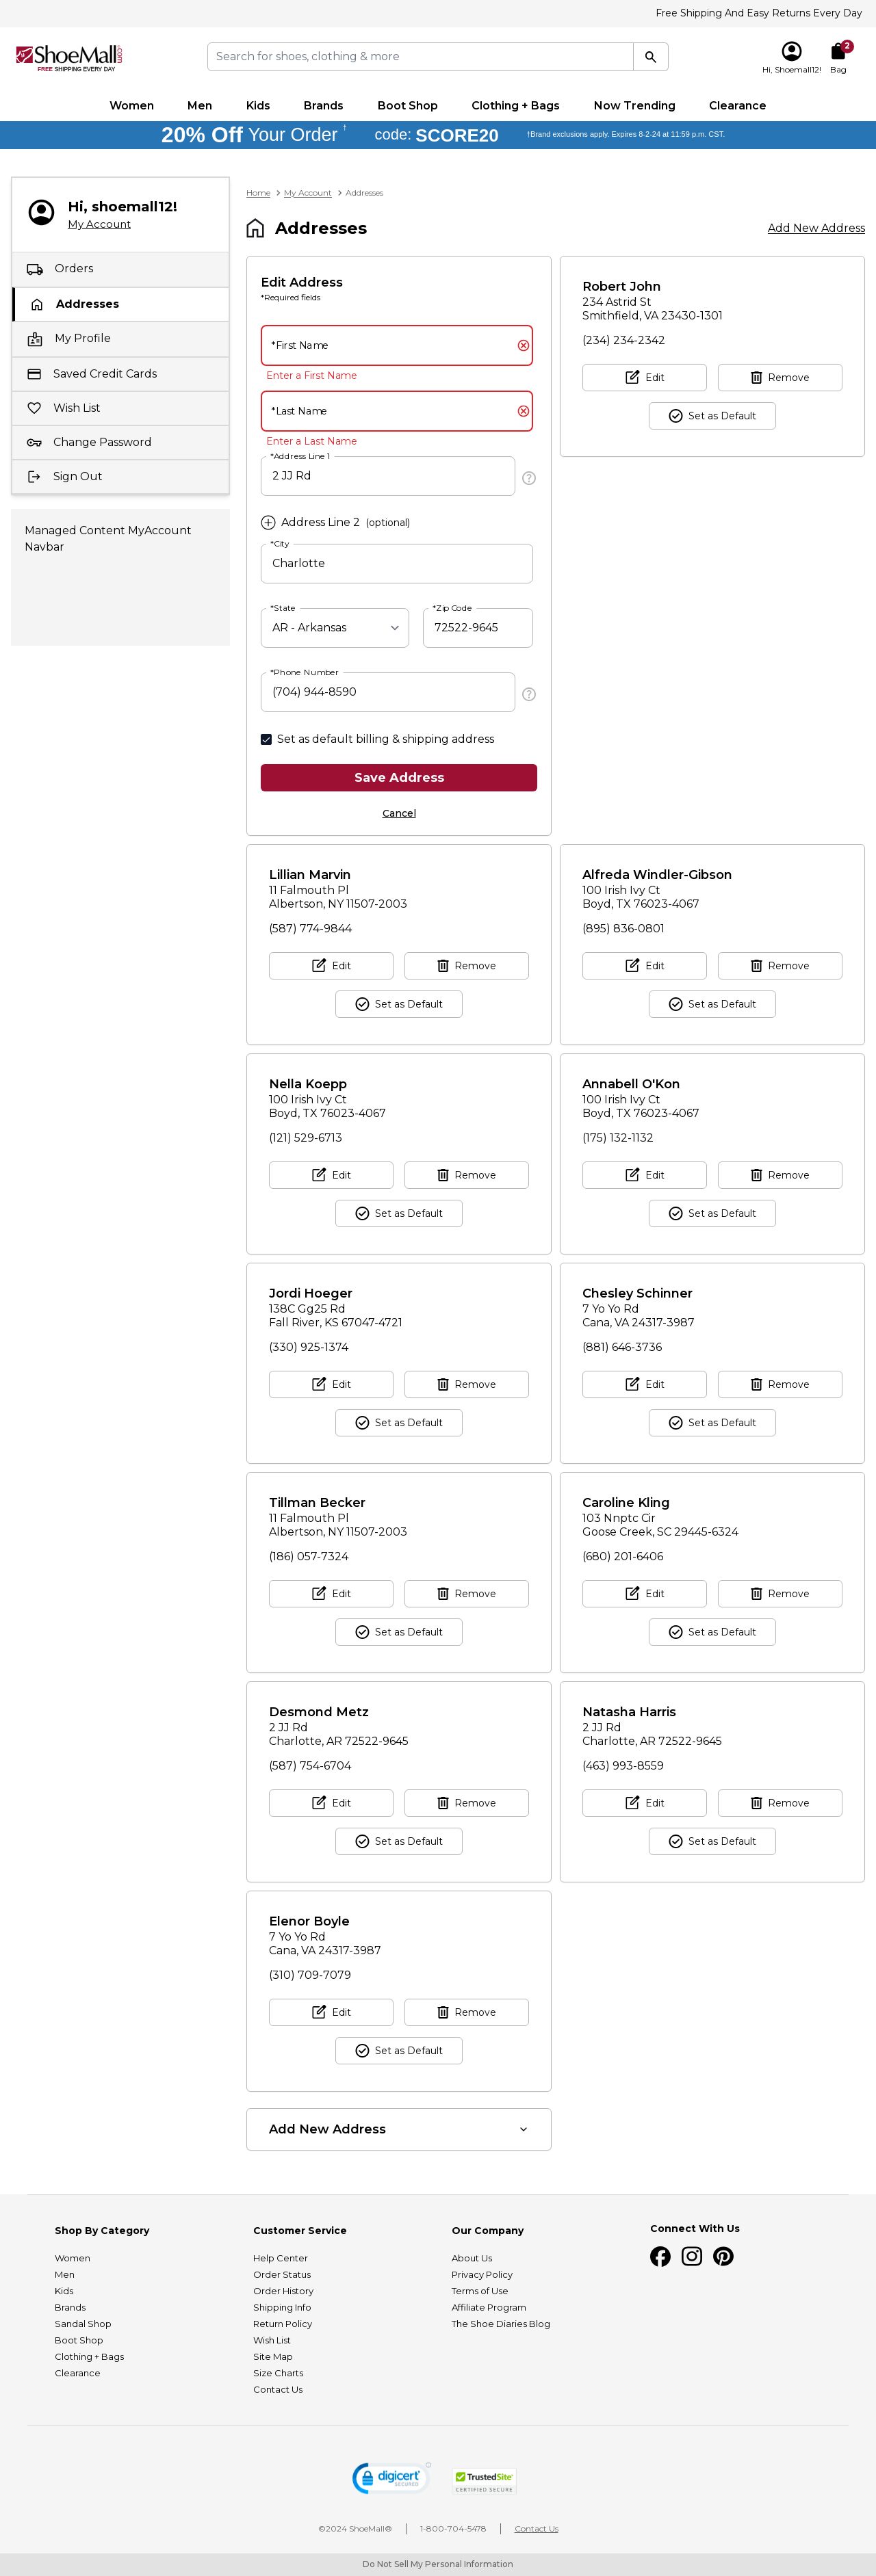 Free Shipping And Easy Returns Every Day
ShoeMall.com
FREE SHIPPING EVERY DAY
Search for shoes, clothing & more
2
Hi, Shoemall12!
Bag
Women Men Kids Brands Boot Shop Clothing + Bags Now Trending Clearance
20% Off Your Order † code: SCORE20 †Brand exclusions apply. Expires 8-2-24 at 11:59 p.m. CST.
Hi, shoemall12!
My Account
Orders
Addresses
My Profile
Saved Credit Cards
Wish List
Change Password
Sign Out
Managed Content MyAccount
Navbar
Home > My Account > Addresses
Addresses
Add New Address
Edit Address
*Required fields
*First Name
Enter a First Name
*Last Name
Enter a Last Name
*Address Line 1
2 JJ Rd
Address Line 2 (optional)
*City
Charlotte
*State
AR - Arkansas
*Zip Code
72522-9645
*Phone Number
(704) 944-8590
Set as default billing & shipping address
Save Address
Cancel
Robert John
234 Astrid St
Smithfield, VA 23430-1301
(234) 234-2342
Edit
Remove
Set as Default
Lillian Marvin
11 Falmouth Pl
Albertson, NY 11507-2003
(587) 774-9844
Edit
Remove
Set as Default
Alfreda Windler-Gibson
100 Irish Ivy Ct
Boyd, TX 76023-4067
(895) 836-0801
Edit
Remove
Set as Default
Nella Koepp
100 Irish Ivy Ct
Boyd, TX 76023-4067
(121) 529-6713
Edit
Remove
Set as Default
Annabell O'Kon
100 Irish Ivy Ct
Boyd, TX 76023-4067
(175) 132-1132
Edit
Remove
Set as Default
Jordi Hoeger
138C Gg25 Rd
Fall River, KS 67047-4721
(330) 925-1374
Edit
Remove
Set as Default
Chesley Schinner
7 Yo Yo Rd
Cana, VA 24317-3987
(881) 646-3736
Edit
Remove
Set as Default
Tillman Becker
11 Falmouth Pl
Albertson, NY 11507-2003
(186) 057-7324
Edit
Remove
Set as Default
Caroline Kling
103 Nnptc Cir
Goose Creek, SC 29445-6324
(680) 201-6406
Edit
Remove
Set as Default
Desmond Metz
2 JJ Rd
Charlotte, AR 72522-9645
(587) 754-6704
Edit
Remove
Set as Default
Natasha Harris
2 JJ Rd
Charlotte, AR 72522-9645
(463) 993-8559
Edit
Remove
Set as Default
Elenor Boyle
7 Yo Yo Rd
Cana, VA 24317-3987
(310) 709-7079
Edit
Remove
Set as Default
Add New Address
Shop By Category
Women
Men
Kids
Brands
Sandal Shop
Boot Shop
Clothing + Bags
Clearance
Customer Service
Help Center
Order Status
Order History
Shipping Info
Return Policy
Wish List
Site Map
Size Charts
Contact Us
Our Company
About Us
Privacy Policy
Terms of Use
Affiliate Program
The Shoe Diaries Blog
Connect With Us
digicert
SECURED
TrustedSite
CERTIFIED SECURE
©2024 ShoeMall® | 1-800-704-5478 | Contact Us
Do Not Sell My Personal Information